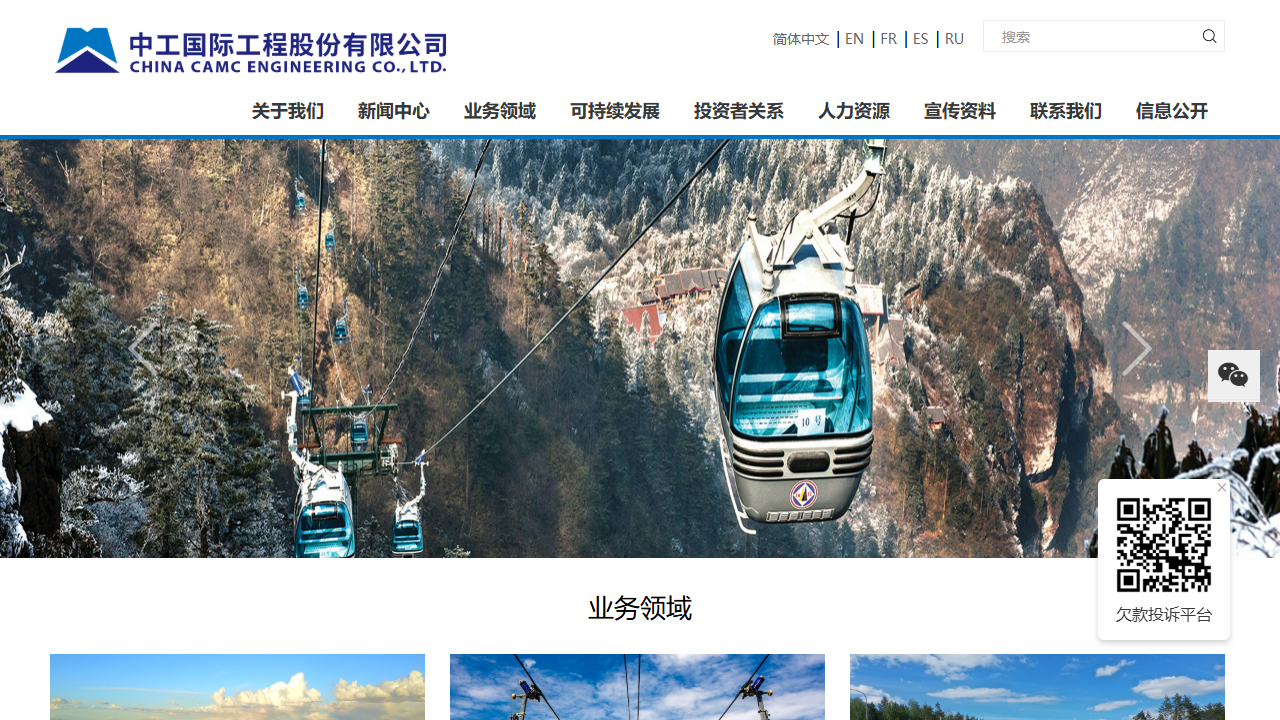 中工国际工程股份有限公司
CHINA CAMC ENGINEERING CO.,LTD.
简体中文 | EN | FR | ES | RU
搜索
关于我们 新闻中心 业务领域 可持续发展 投资者关系 人力资源 宣传资料 联系我们 信息公开
10号
欠款投诉平台
业务领域